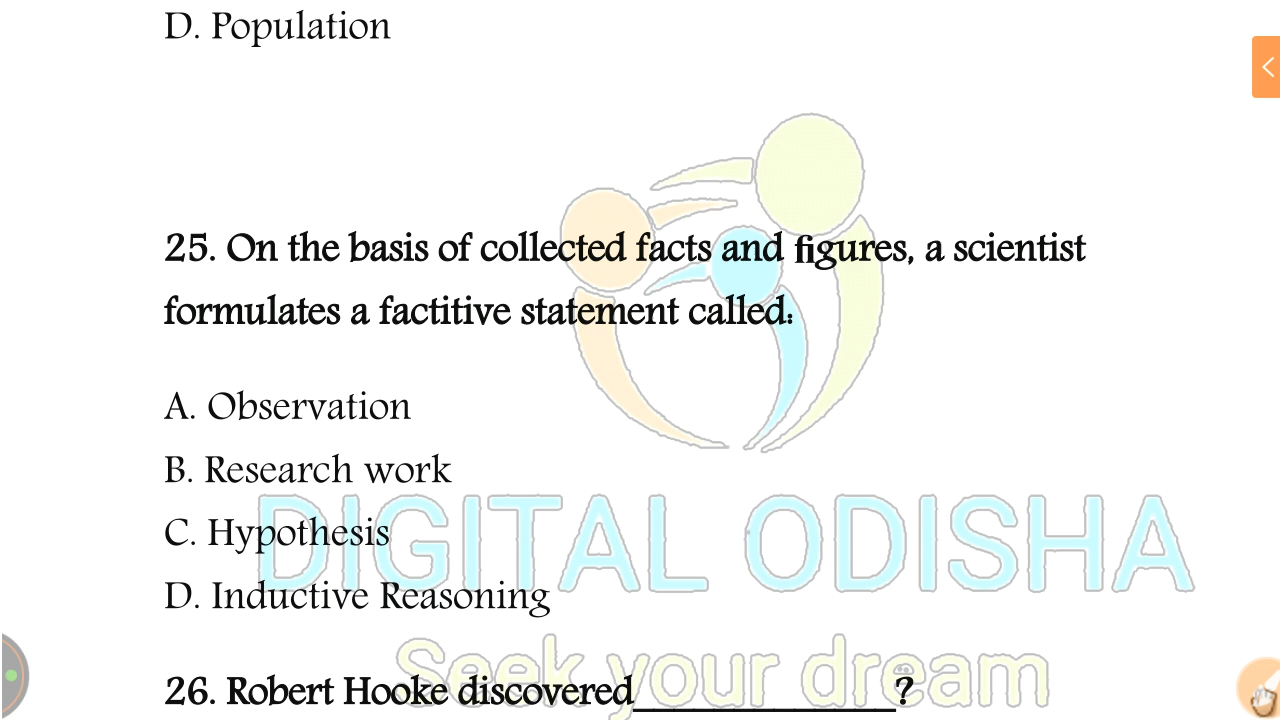 D. Population
25. On the basis of collected facts and figures, a scientist
formulates a factitive statement called:
A. Observation
B. Research work
C. Hypothesis
D. Inductive Reasoning
DIGITAL ODISHA
Seek your dream
26. Robert Hooke discovered_____________?